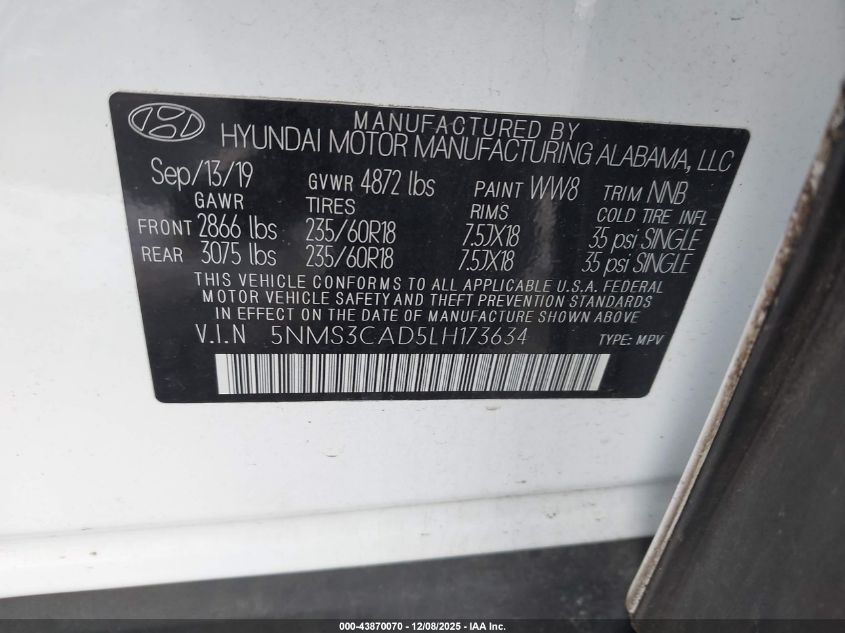 MANUFACTURED BY
HYUNDAI MOTOR MANUFACTURING ALABAMA, LLC
Sep/13/19 GVWR 4872 lbs PAINT WW8 TRIM NNB
GAWR TIRES RIMS COLD TIRE INFL
FRONT 2866 lbs 235/60R18 7.5JX18 35 psi SINGLE
REAR 3075 lbs 235/60R18 7.5JX18 35 psi SINGLE
THIS VEHICLE CONFORMS TO ALL APPLICABLE U.S.A. FEDERAL
MOTOR VEHICLE SAFETY AND THEFT PREVENTION STANDARDS
IN EFFECT ON THE DATE OF MANUFACTURE SHOWN ABOVE
V.I.N 5NMS3CAD5LH173634 TYPE: MPV
000-43870070 - 12/08/2025 - IAA Inc.